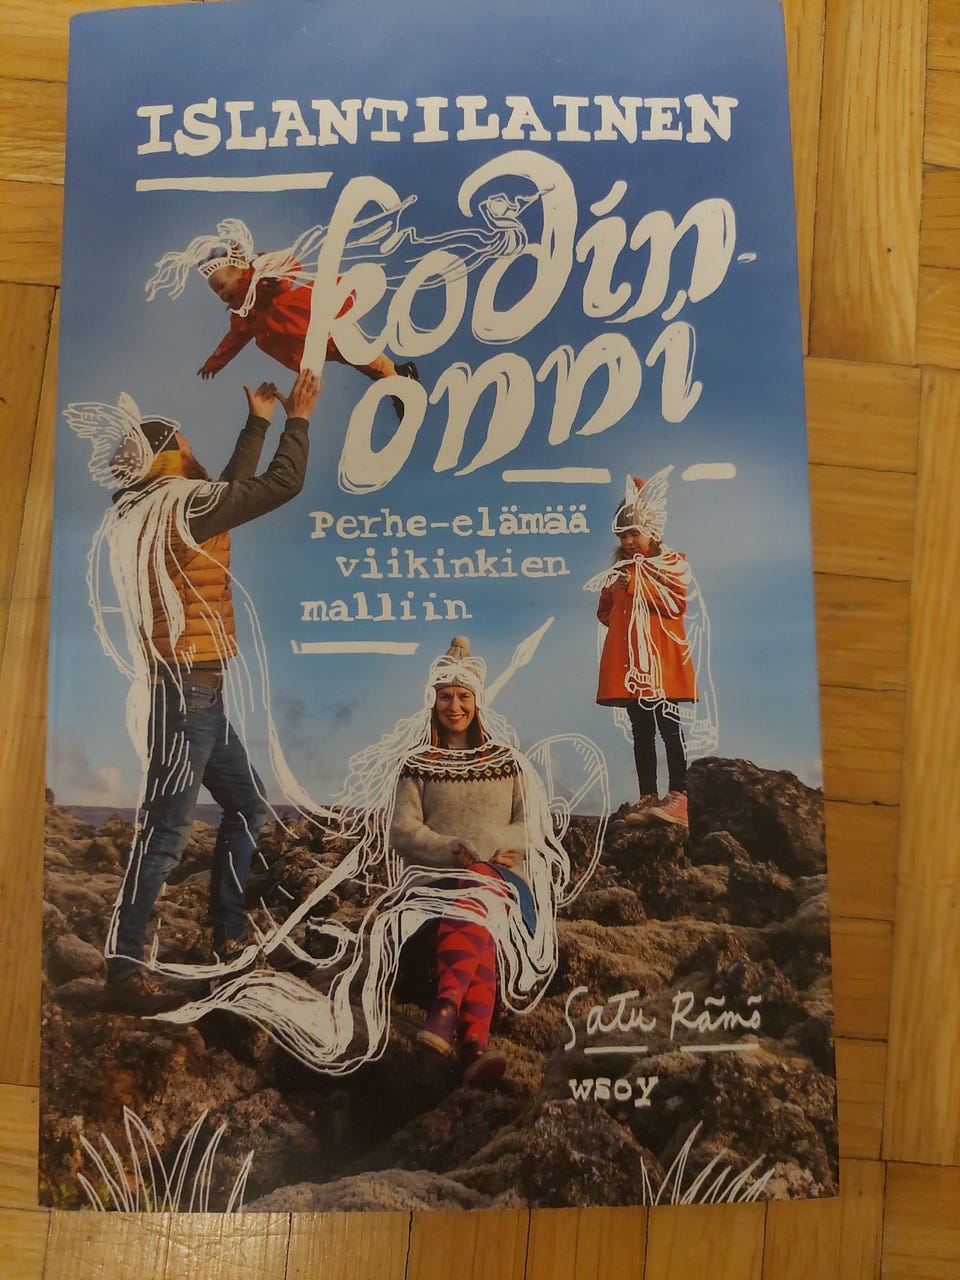 ISLANTILAINEN
kodin-
onni
Perhe-elämää
viikinkien
malliin
Satu Rämö
wsoy